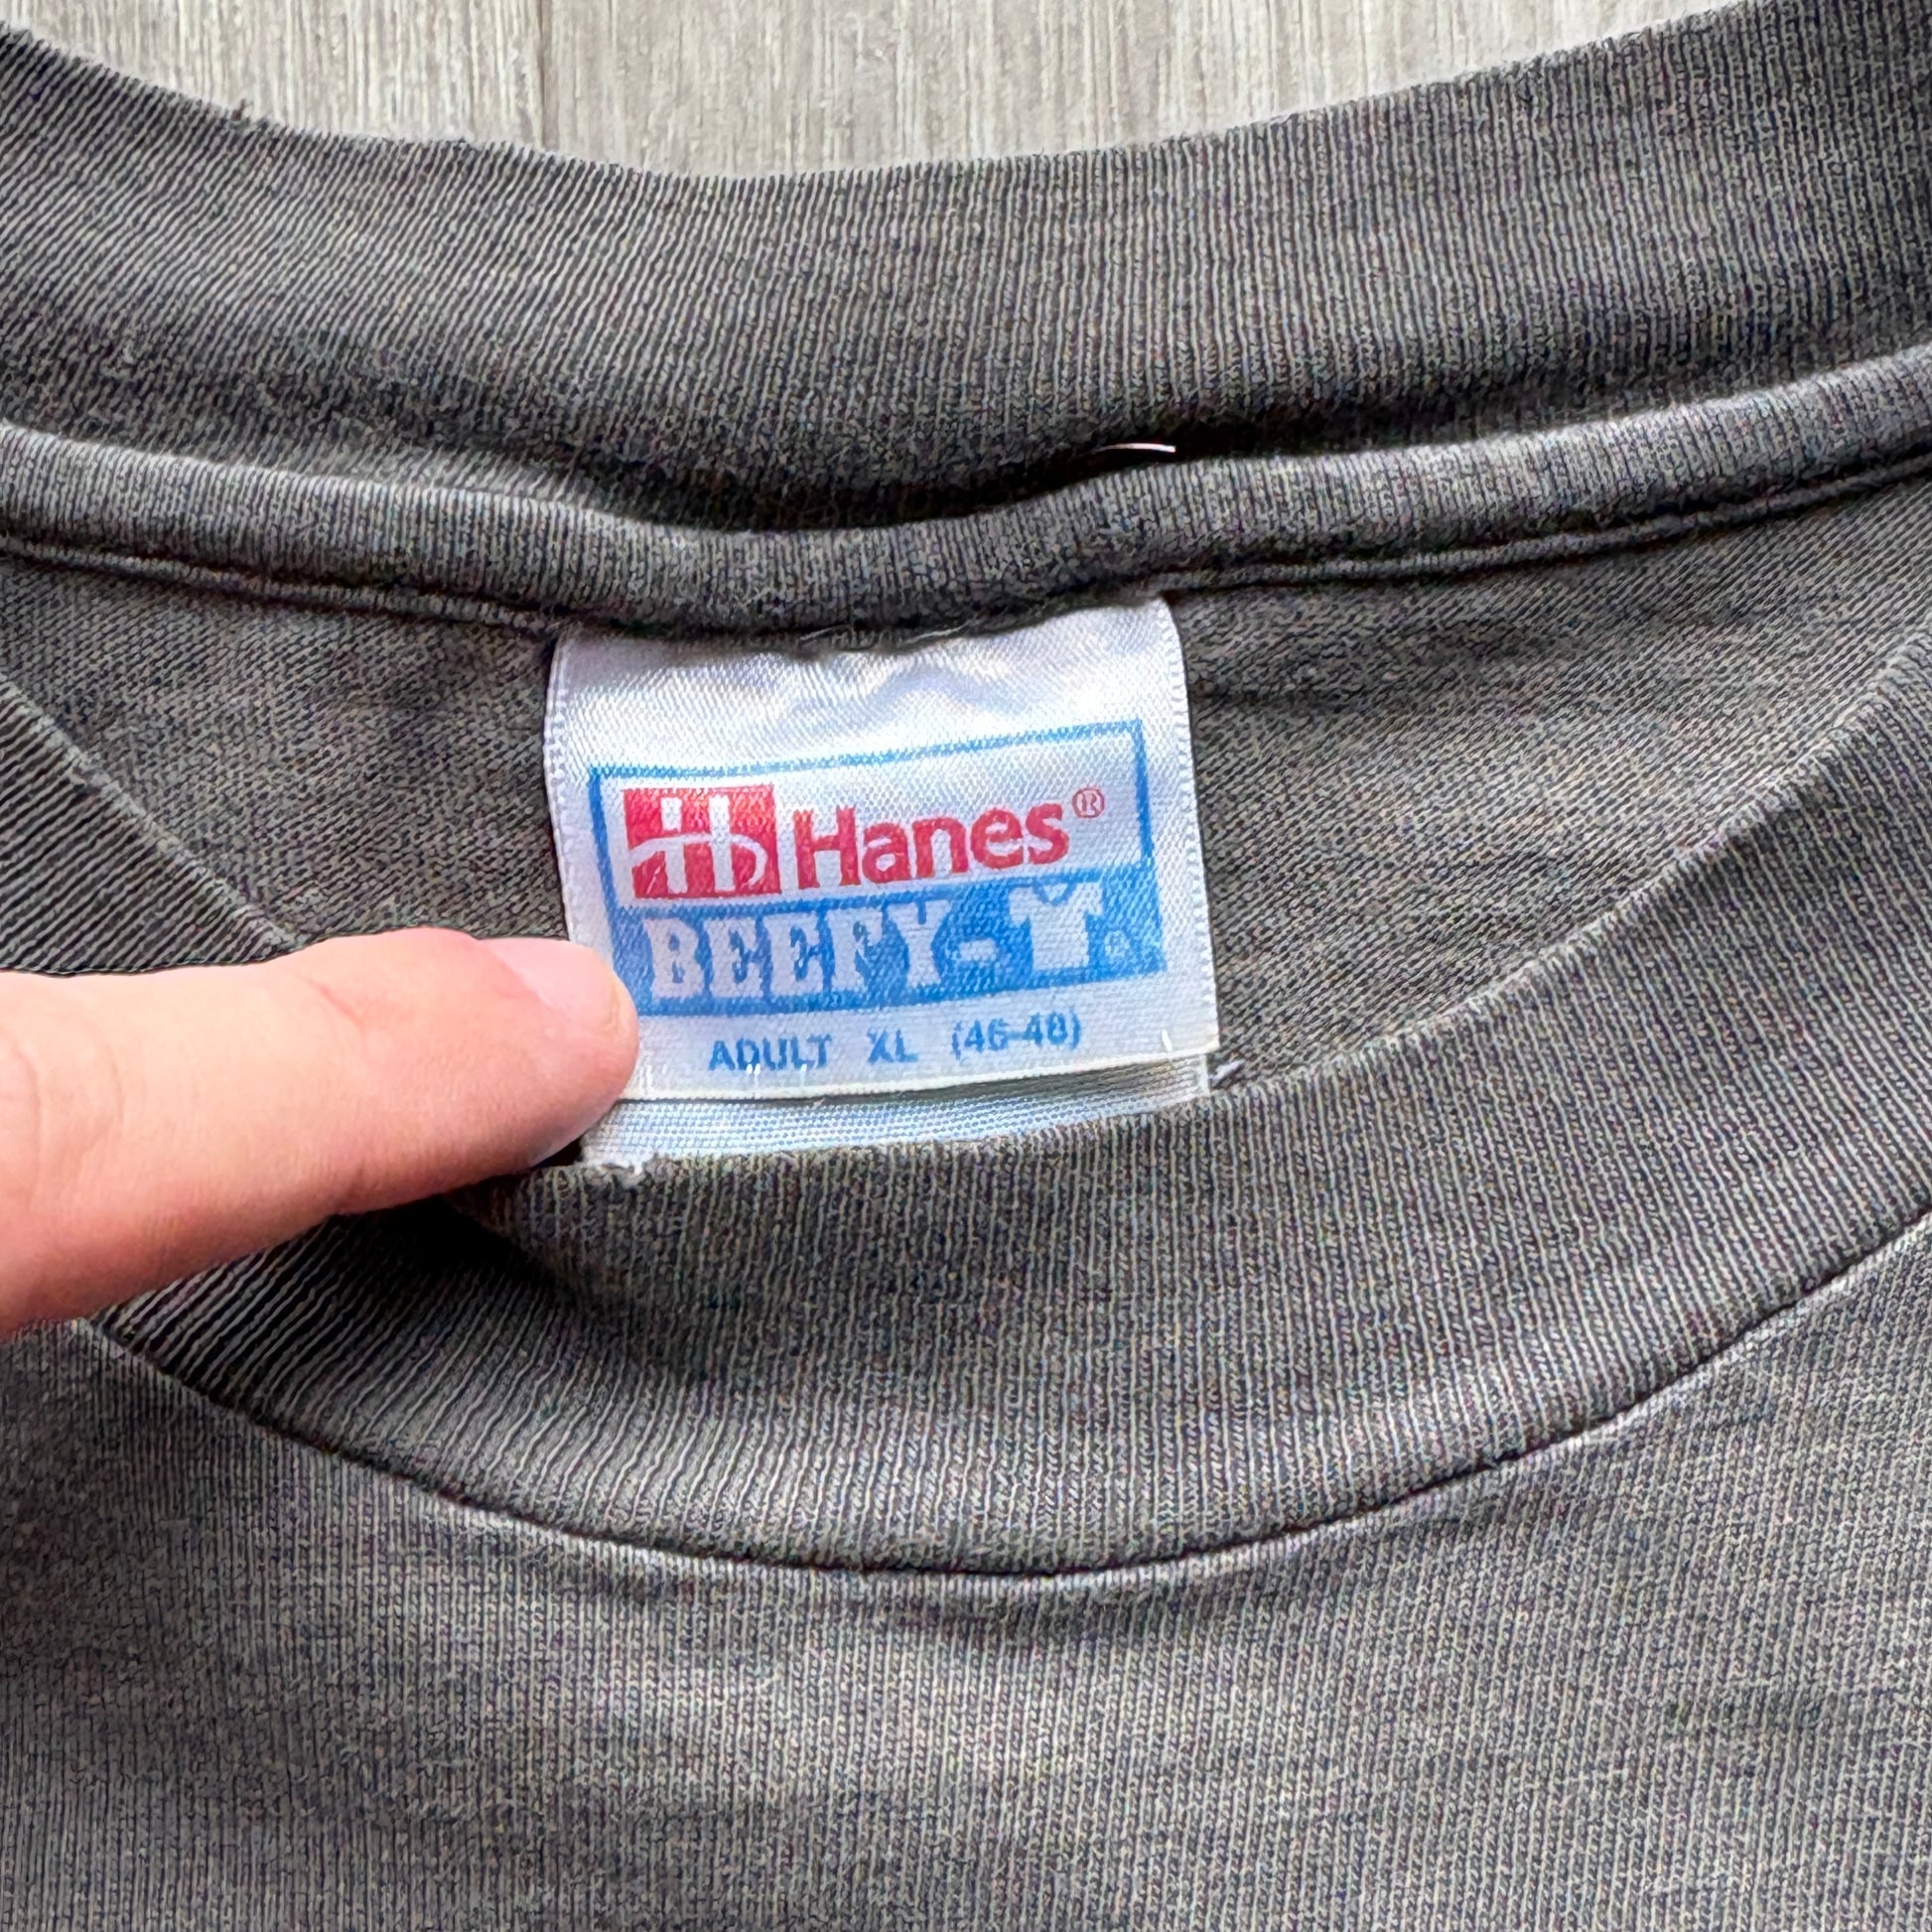 Hanes®
BEEFY-T®
ADULT XL (46-48)